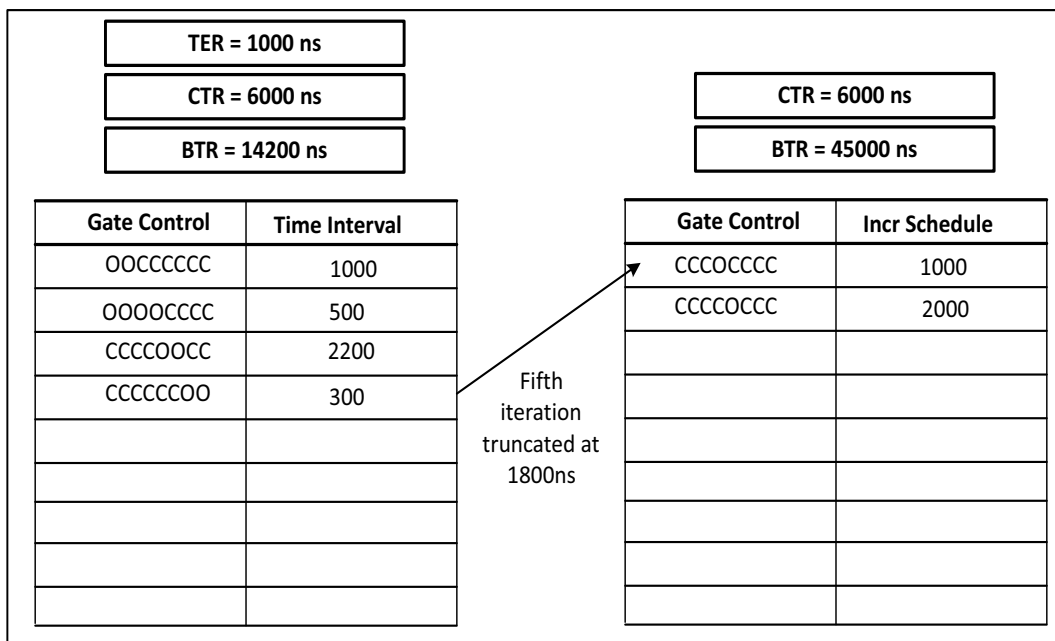 TER = 1000 ns
CTR = 6000 ns
BTR = 14200 ns
CTR = 6000 ns
BTR = 45000 ns
Gate Control Time Interval
OOCCCCCC 1000
OOOOCCCC 500
CCCCOOCC 2200
CCCCCCOO 300
Fifth
iteration
truncated at
1800ns
Gate Control Incr Schedule
CCCOCCCC 1000
CCCCOCCC 2000